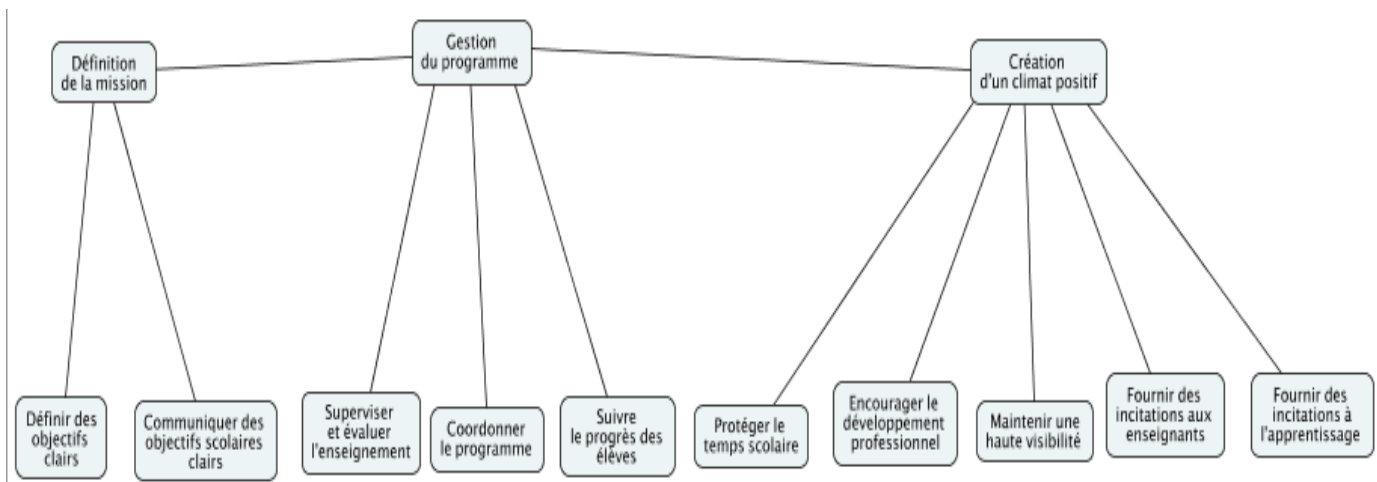 Définition
de la mission
Gestion
du programme
Création
d'un climat positif
Définir des
objectifs
clairs
Communiquer des
objectifs scolaires
clairs
Superviser
et évaluer
l'enseignement
Coordonner
le programme
Suivre
le progrès des
élèves
Protéger le
temps scolaire
Encourager le
développement
professionnel
Maintenir une
haute visibilité
Fournir des
incitations aux
enseignants
Fournir des
incitations à
l'apprentissage